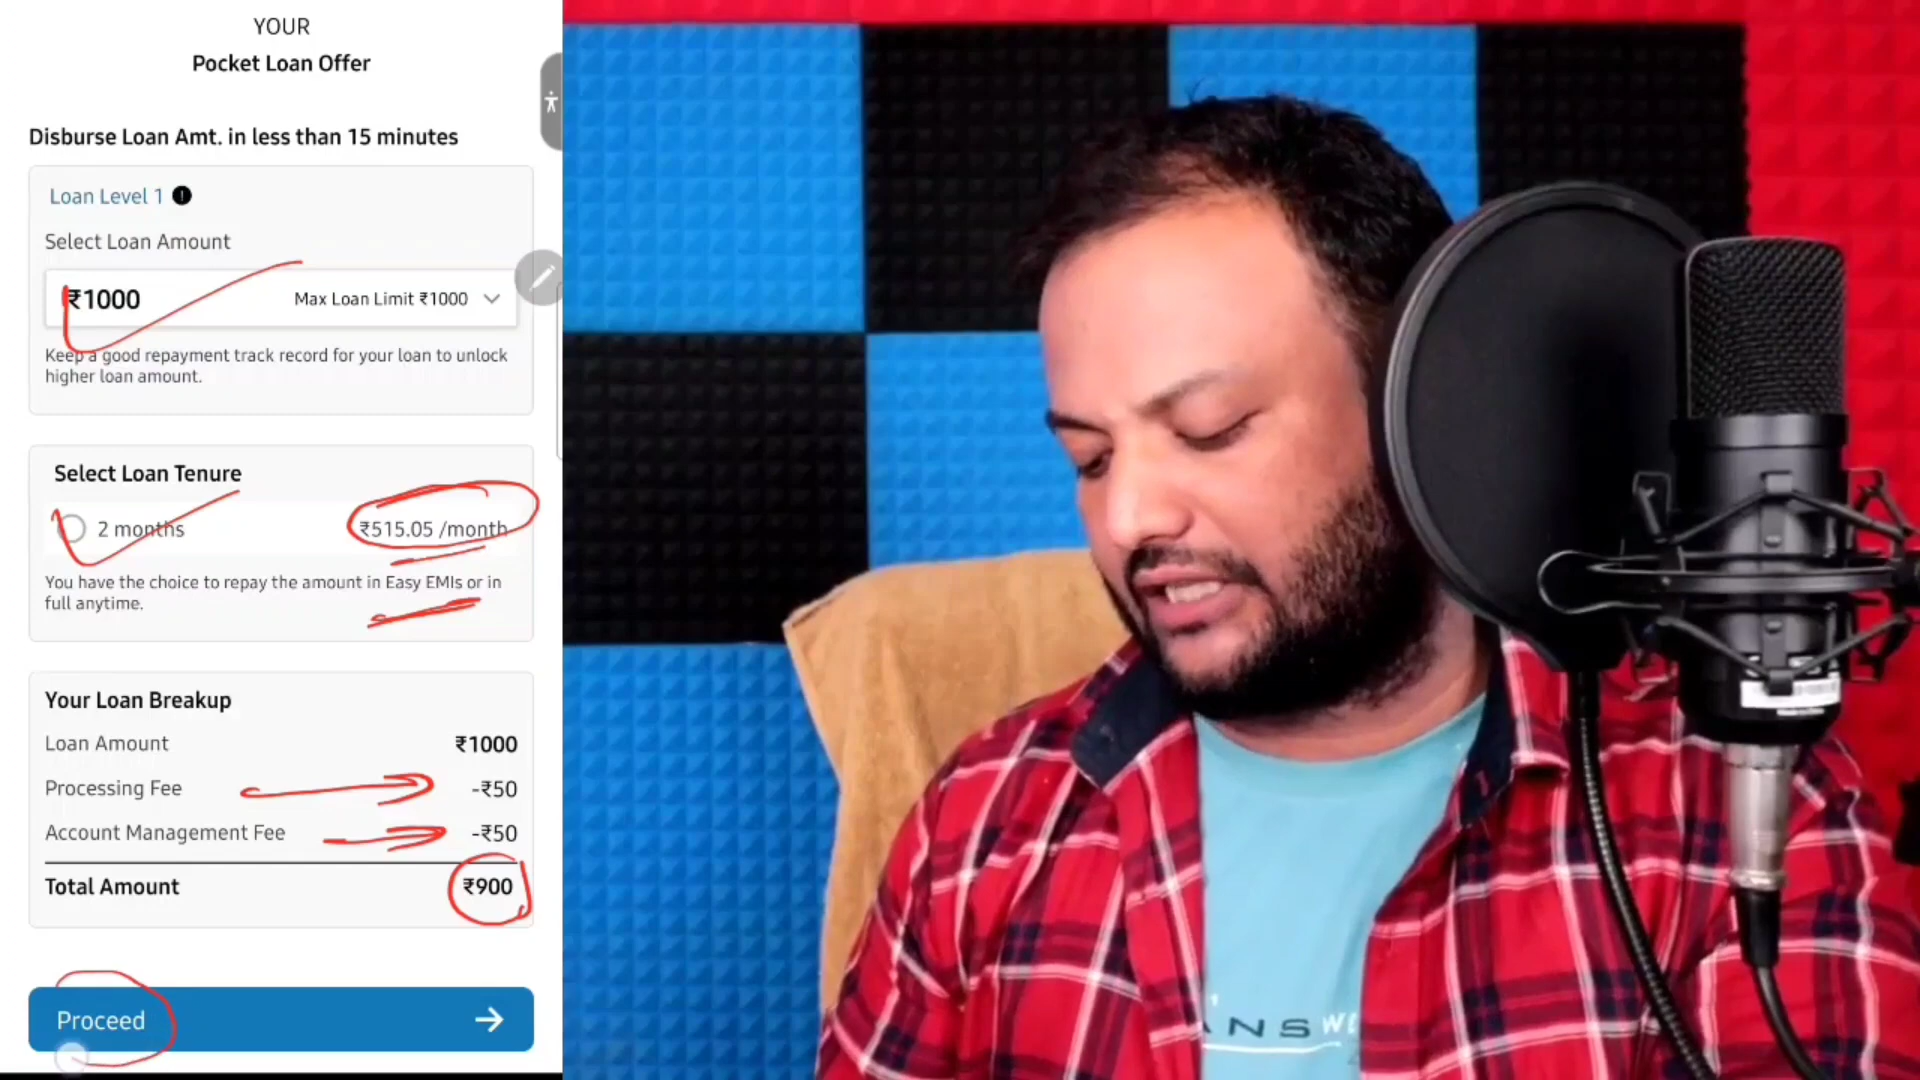 YOUR
Pocket Loan Offer
Disburse Loan Amt. in less than 15 minutes
Loan Level 1
Select Loan Amount
₹1000 Max Loan Limit ₹1000
Keep a good repayment track record for your loan to unlock
higher loan amount.
Select Loan Tenure
2 months ₹515.05 /month
You have the choice to repay the amount in Easy EMIs or in
full anytime.
Your Loan Breakup
Loan Amount ₹1000
Processing Fee -₹50
Account Management Fee -₹50
Total Amount ₹900
Proceed